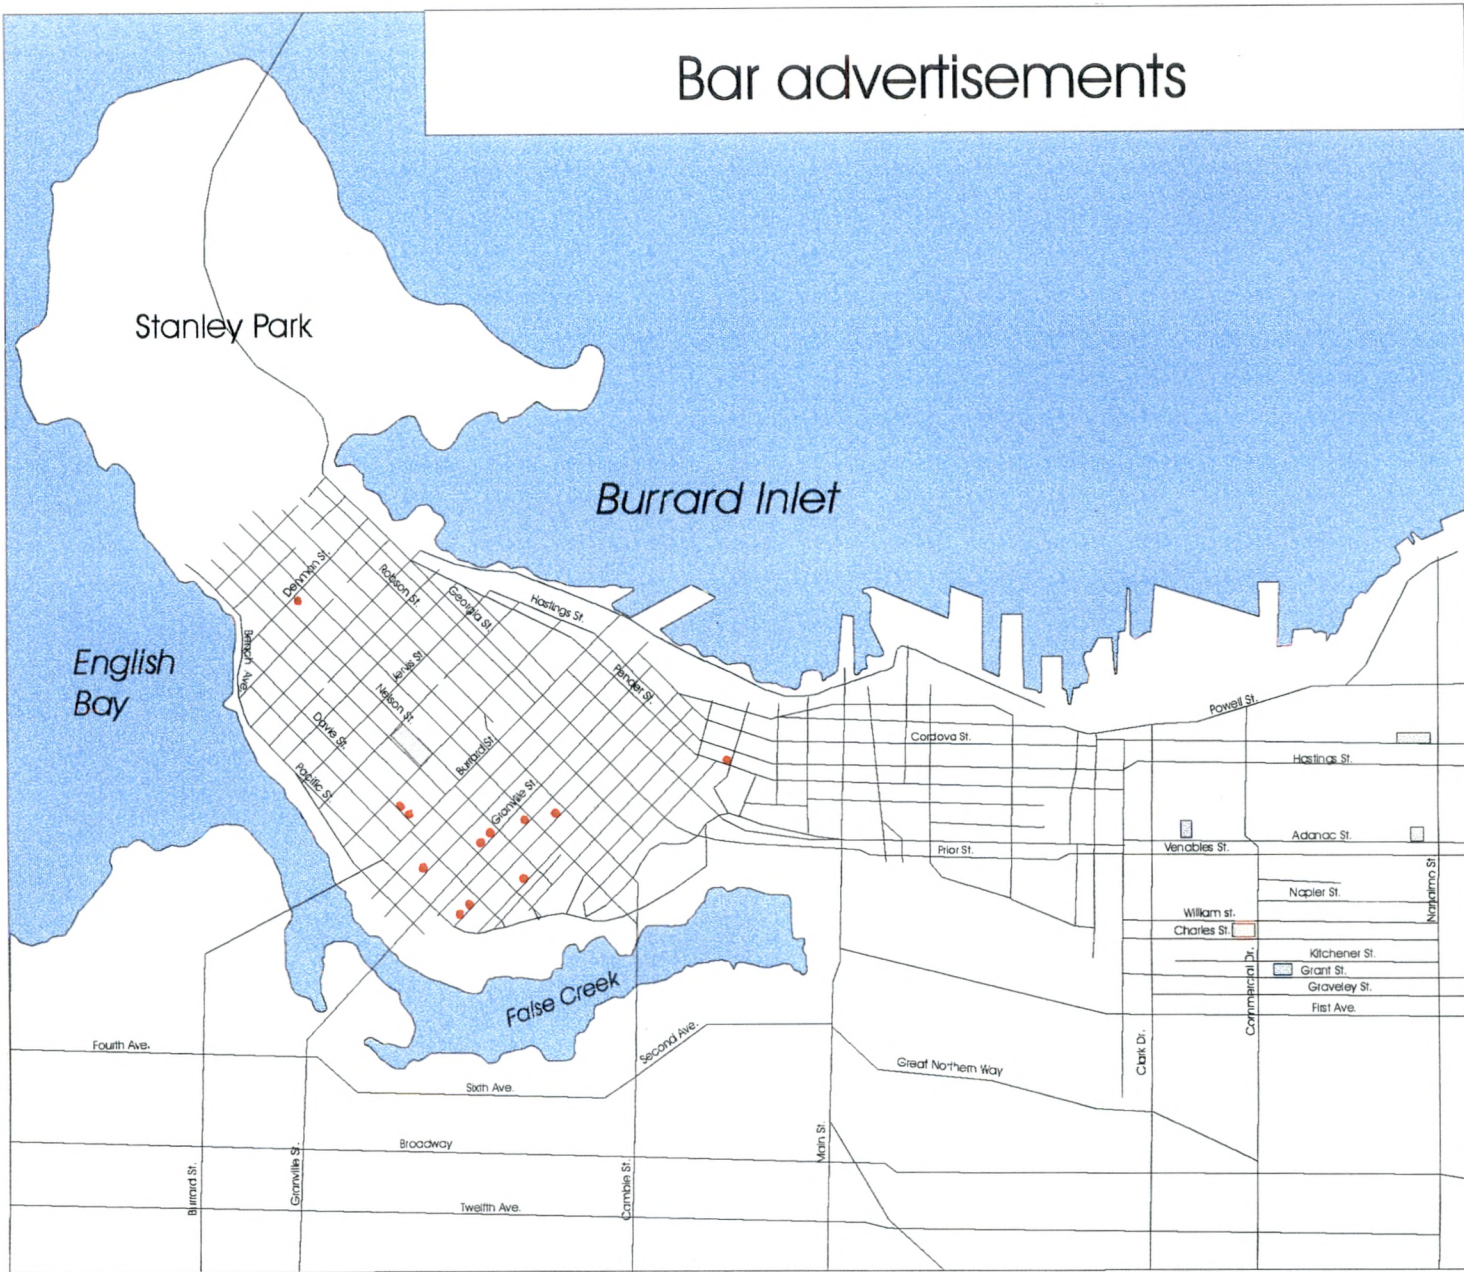 Bar advertisements
Stanley Park
Burrard Inlet
Denman St.
Robson St.
Georgia St.
Hastings St.
English
Bay
Beach Ave.
Jervis St.
Nelson St.
Pender St.
Davie St.
Burrard St.
Pacific St.
Granville St.
Powell St.
Cordova St.
Hastings St.
Adanac St.
Venables St.
Prior St.
Napier St.
Nanaimo St.
William st.
Charles St.
Kitchener St.
Grant St.
Graveley St.
First Ave.
Commercial Dr.
Clark Dr.
False Creek
Second Ave.
Great Northern Way
Fourth Ave.
Sixth Ave.
Broadway
Main St.
Burrard St.
Granville St.
Cambie St.
Twelfth Ave.